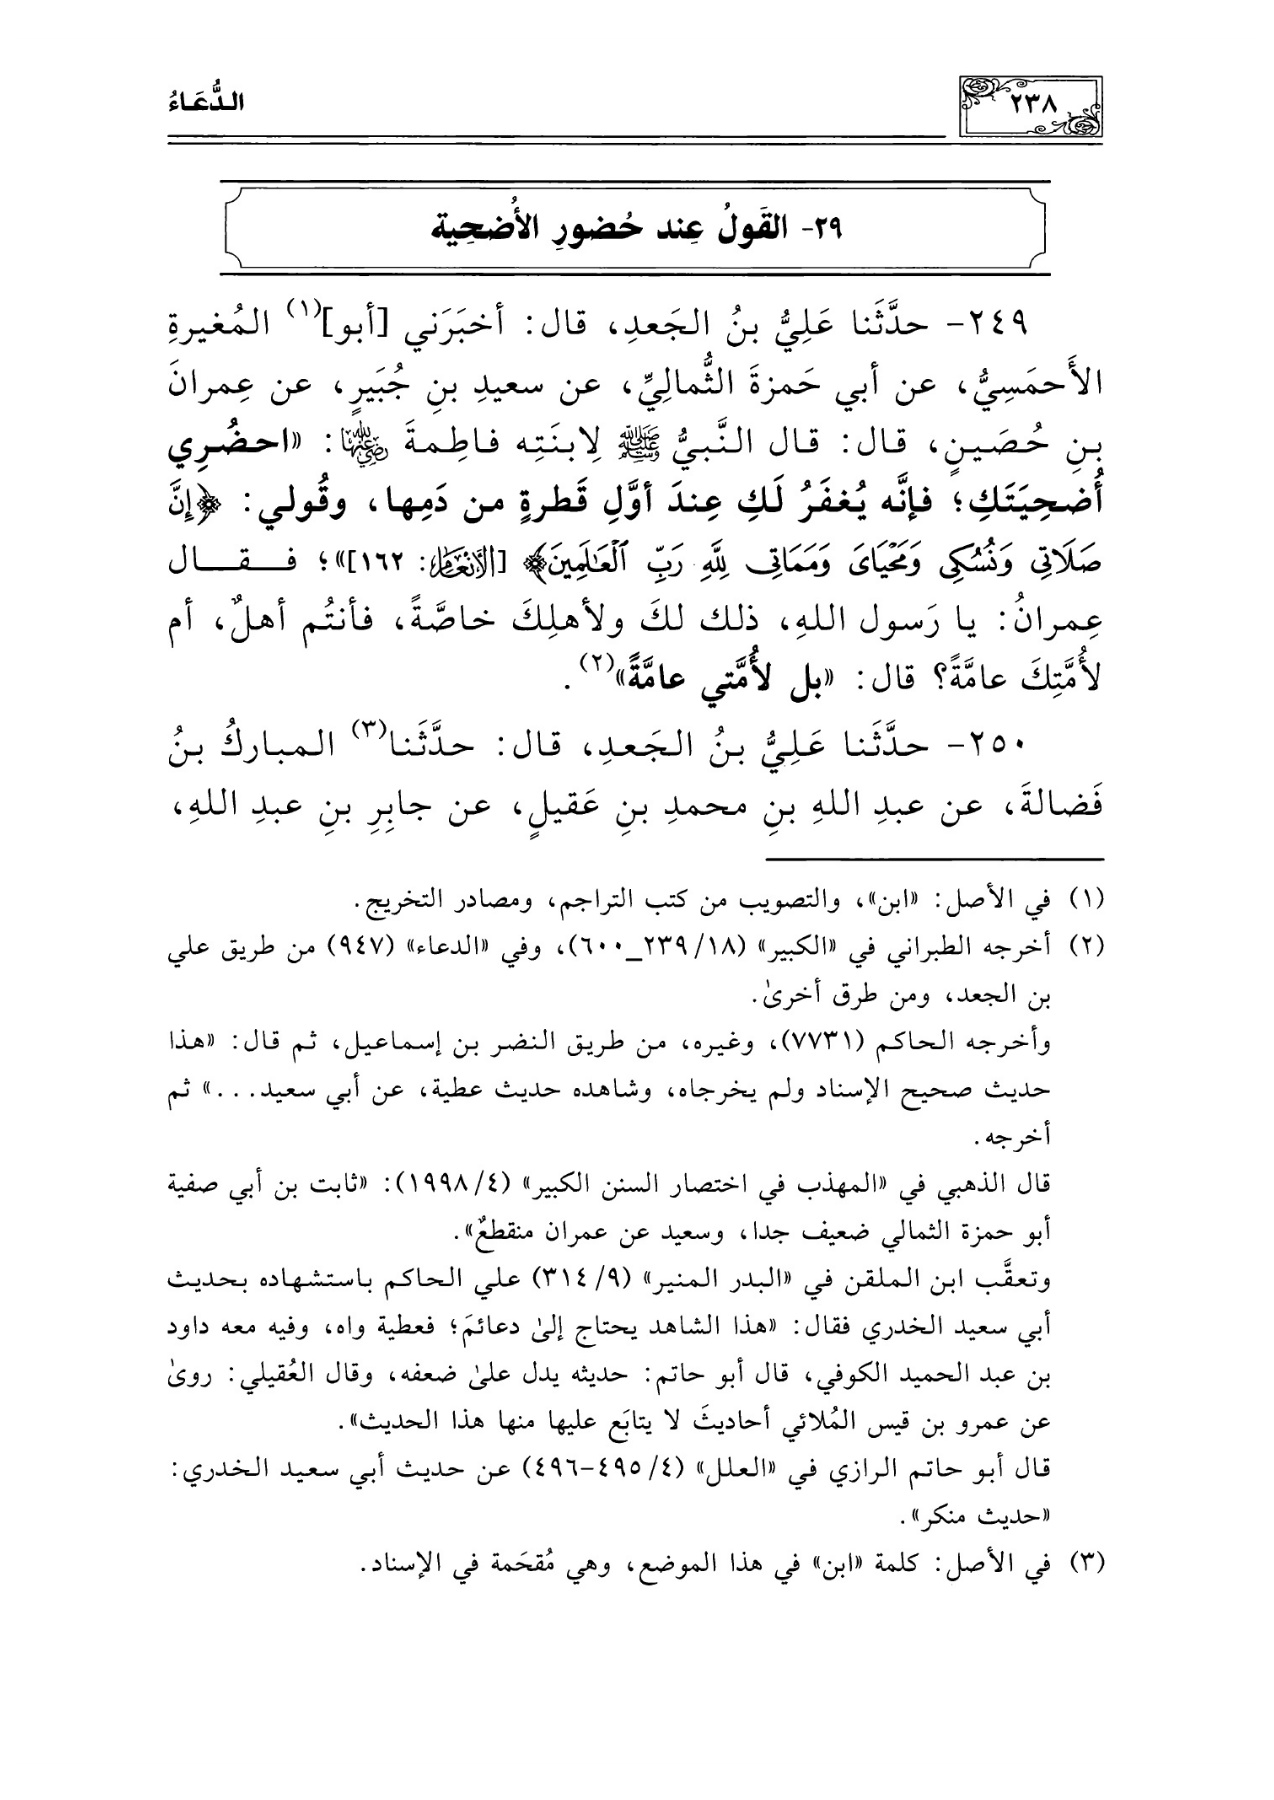 ٢٣٨
الدُّعَاءُ
٢٩- القَولُ عِند حُضورِ الأُضحِية
٢٤٩- حدَّثَنا عَلِيُّ بنُ الجَعدِ، قال: أخبَرَني [أبو](١) المُغيرةِ
الأَحمَسِيُّ، عن أبي حَمزةَ الثُّماليِّ، عن سعيدِ بنِ جُبَيرٍ، عن عِمرانَ
بنِ حُصَينٍ، قال: قال النَّبيُّ ﷺ لِابنَتِه فاطِمةَ رضي الله عنها: «احضُرِي
أُضحِيَتَكِ؛ فإنَّه يُغفَرُ لَكِ عِندَ أوَّلِ قَطرةٍ من دَمِها، وقُولي: ﴿إِنَّ
صَلَاتِي وَنُسُكِي وَمَحْيَايَ وَمَمَاتِي لِلَّهِ رَبِّ ٱلْعَٰلَمِينَ﴾ [الأنعام: ١٦٢]»؛ فـقـال
عِمرانُ: يا رَسول اللهِ، ذلك لكَ ولأهلِكَ خاصَّةً، فأنتُم أهلٌ، أم
لأُمَّتِكَ عامَّةً؟ قال: «بل لأُمَّتي عامَّةً»(٢).
٢٥٠- حدَّثَنا عَلِيُّ بنُ الجَعدِ، قال: حدَّثَنا(٣) المباركُ بنُ
فَضالةَ، عن عبدِ اللهِ بنِ محمدِ بنِ عَقيلٍ، عن جابِرِ بنِ عبدِ اللهِ،
(١) في الأصل: «ابن»، والتصويب من كتب التراجم، ومصادر التخريج.
(٢) أخرجه الطبراني في «الكبير» (١٨/ ٢٣٩_٦٠٠)، وفي «الدعاء» (٩٤٧) من طريق علي
بن الجعد، ومن طرق أخرىٰ.
وأخرجه الحاكم (٧٧٣١)، وغيره، من طريق النضر بن إسماعيل، ثم قال: «هذا
حديث صحيح الإسناد ولم يخرجاه، وشاهده حديث عطية، عن أبي سعيد...» ثم
أخرجه.
قال الذهبي في «المهذب في اختصار السنن الكبير» (٤/ ١٩٩٨): «ثابت بن أبي صفية
أبو حمزة الثمالي ضعيف جدا، وسعيد عن عمران منقطعٌ».
وتعقَّب ابن الملقن في «البدر المنير» (٩/ ٣١٤) علي الحاكم باستشهاده بحديث
أبي سعيد الخدري فقال: «هذا الشاهد يحتاج إلىٰ دعائمَ؛ فعطية واه، وفيه معه داود
بن عبد الحميد الكوفي، قال أبو حاتم: حديثه يدل علىٰ ضعفه، وقال العُقيلي: روىٰ
عن عمرو بن قيس المُلائي أحاديثَ لا يتابَع عليها منها هذا الحديث».
قال أبو حاتم الرازي في «العلل» (٤/ ٤٩٥-٤٩٦) عن حديث أبي سعيد الخدري:
«حديث منكر».
(٣) في الأصل: كلمة «ابن» في هذا الموضع، وهي مُقحَمة في الإسناد.